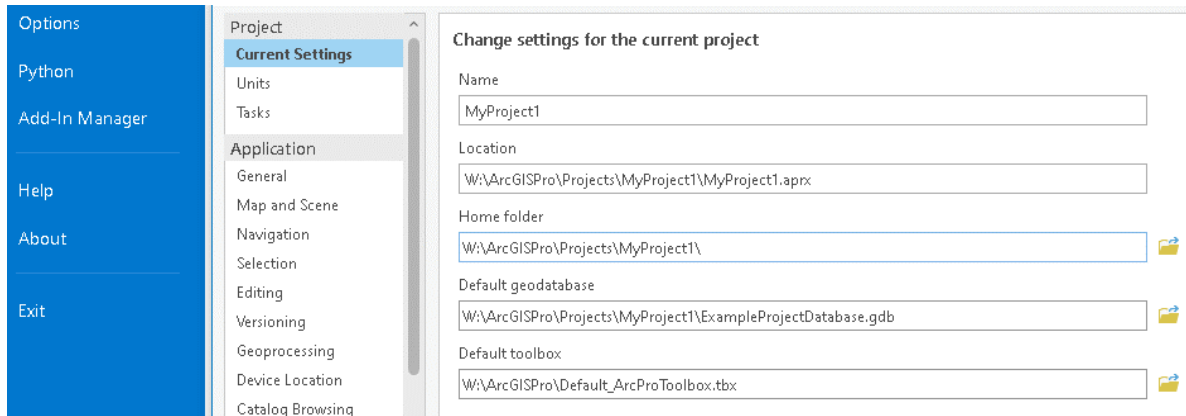 Options
Python
Add-In Manager
Help
About
Exit
Project
Current Settings
Units
Tasks
Application
General
Map and Scene
Navigation
Selection
Editing
Versioning
Geoprocessing
Device Location
Catalog Browsing
Change settings for the current project
Name
MyProject1
Location
W:\ArcGISPro\Projects\MyProject1\MyProject1.aprx
Home folder
W:\ArcGISPro\Projects\MyProject1\
Default geodatabase
W:\ArcGISPro\Projects\MyProject1\ExampleProjectDatabase.gdb
Default toolbox
W:\ArcGISPro\Default_ArcProToolbox.tbx